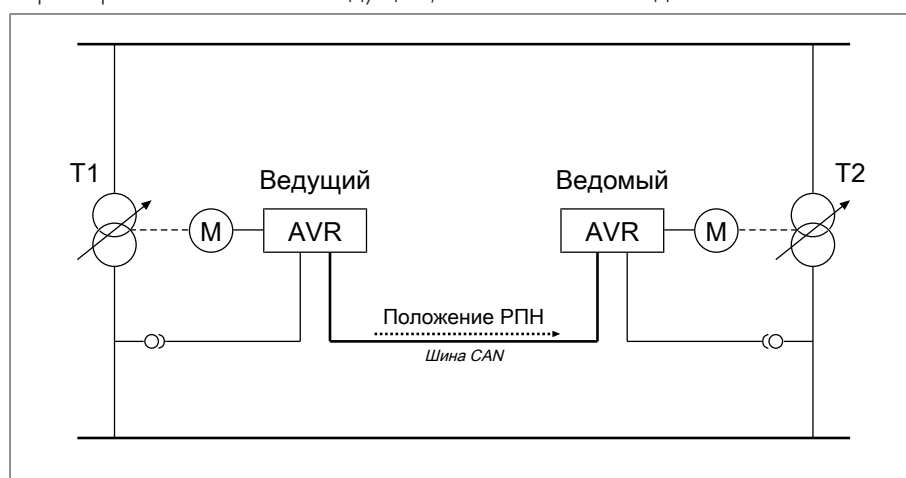 T1
Ведущий
Ведомый
T2
M
AVR
AVR
M
Положение РПН
Шина CAN